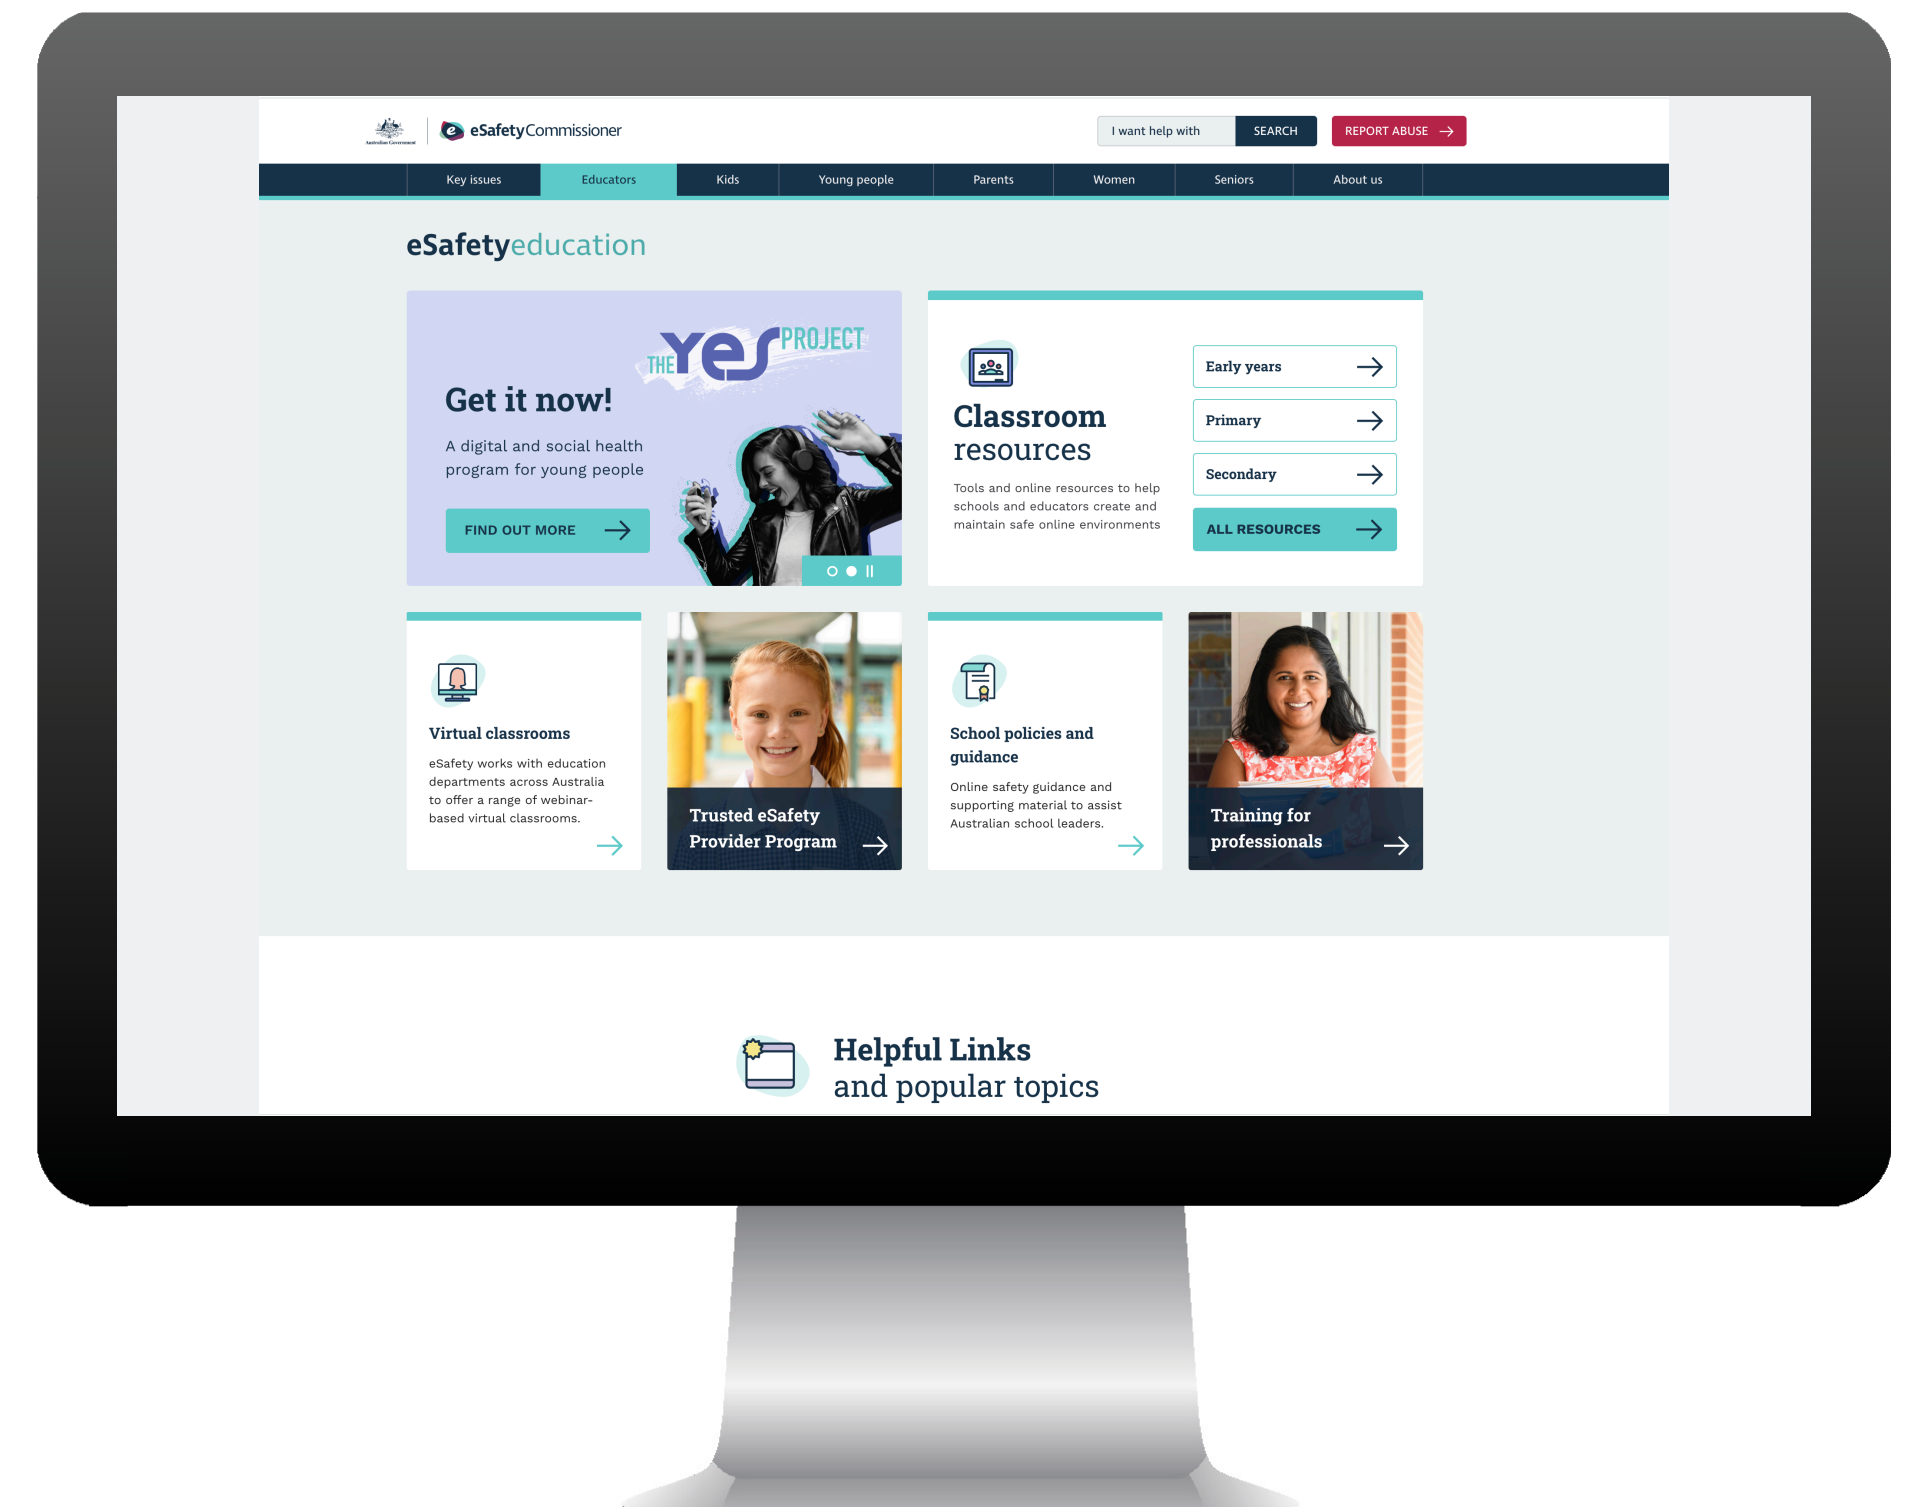 Australian Government
eSafetyCommissioner
I want help with
SEARCH
REPORT ABUSE
Key issues
Educators
Kids
Young people
Parents
Women
Seniors
About us
eSafetyeducation
THE YES PROJECT
Get it now!
A digital and social health
program for young people
FIND OUT MORE
Classroom
resources
Tools and online resources to help
schools and educators create and
maintain safe online environments
Early years
Primary
Secondary
ALL RESOURCES
Virtual classrooms
eSafety works with education
departments across Australia
to offer a range of webinar-
based virtual classrooms.
Trusted eSafety
Provider Program
School policies and
guidance
Online safety guidance and
supporting material to assist
Australian school leaders.
Training for
professionals
Helpful Links
and popular topics